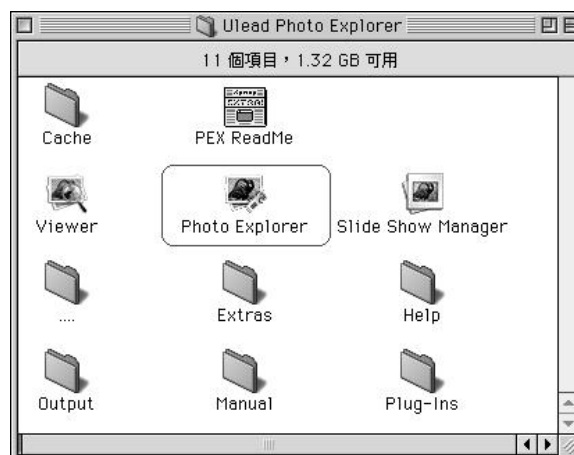 Ulead Photo Explorer
11 個項目，1.32 GB 可用
Cache
PEX ReadMe
Viewer
Photo Explorer
Slide Show Manager
....
Extras
Help
Output
Manual
Plug-Ins